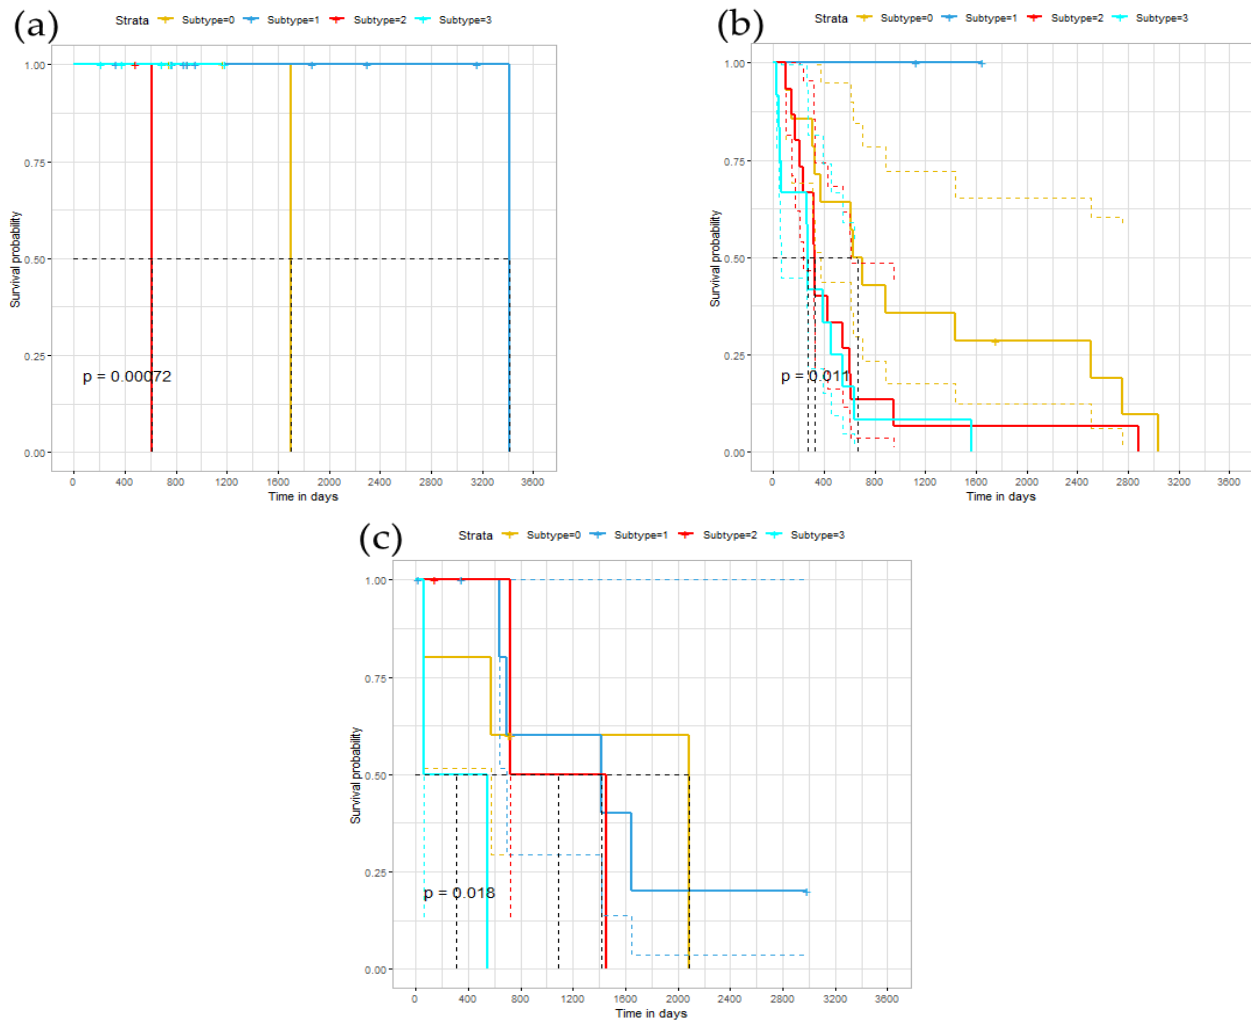 (a)
Strata Subtype=0 Subtype=1 Subtype=2 Subtype=3
1.00
0.75
0.50
0.25
0.00
Survival probability
p = 0.00072
0 400 800 1200 1600 2000 2400 2800 3200 3600
Time in days
(b)
Strata Subtype=0 Subtype=1 Subtype=2 Subtype=3
1.00
0.75
0.50
0.25
0.00
Survival probability
p = 0.011
0 400 800 1200 1600 2000 2400 2800 3200 3600
Time in days
(c)
Strata Subtype=0 Subtype=1 Subtype=2 Subtype=3
1.00
0.75
0.50
0.25
0.00
Survival probability
p = 0.018
0 400 800 1200 1600 2000 2400 2800 3200 3600
Time in days